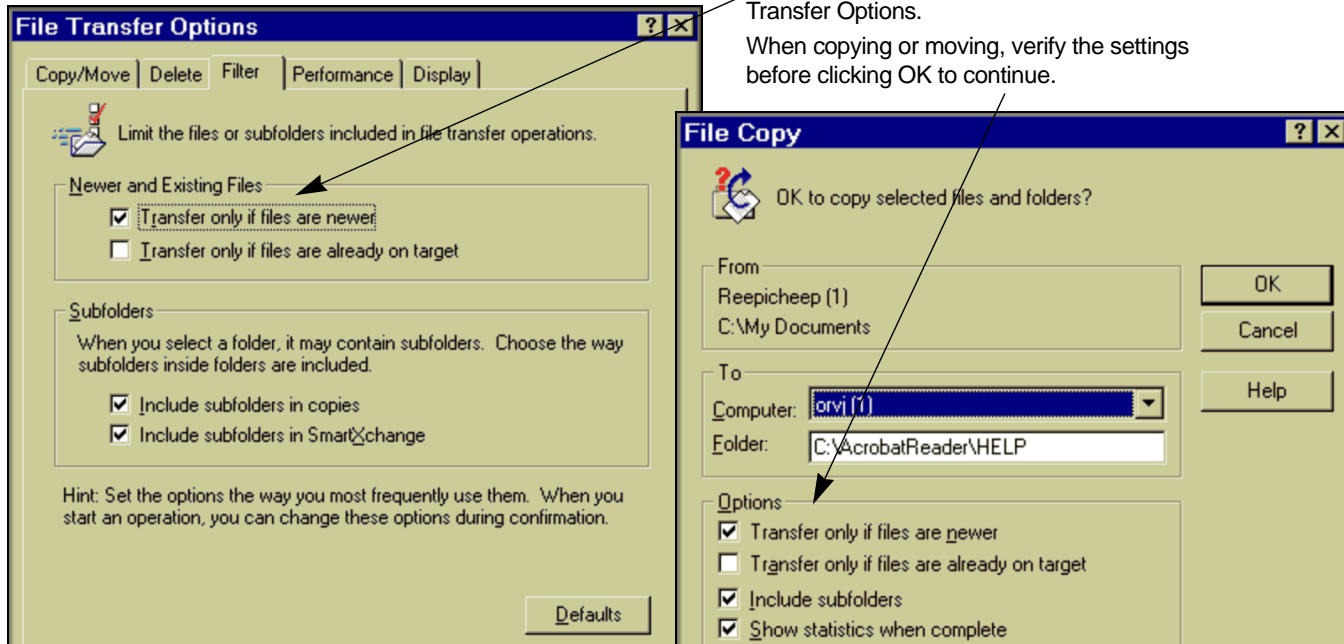 Transfer Options.
When copying or moving, verify the settings
before clicking OK to continue.
File Transfer Options
Copy/Move
Delete
Filter
Performance
Display
Limit the files or subfolders included in file transfer operations.
Newer and Existing Files
Transfer only if files are newer
Transfer only if files are already on target
Subfolders
When you select a folder, it may contain subfolders. Choose the way
subfolders inside folders are included.
Include subfolders in copies
Include subfolders in SmartXchange
Hint: Set the options the way you most frequently use them. When you
start an operation, you can change these options during confirmation.
Defaults
File Copy
OK to copy selected files and folders?
From
Reepicheep (1)
C:\My Documents
OK
Cancel
Help
To
Computer: orvj (1)
Folder: C:\AcrobatReader\HELP
Options
Transfer only if files are newer
Transfer only if files are already on target
Include subfolders
Show statistics when complete